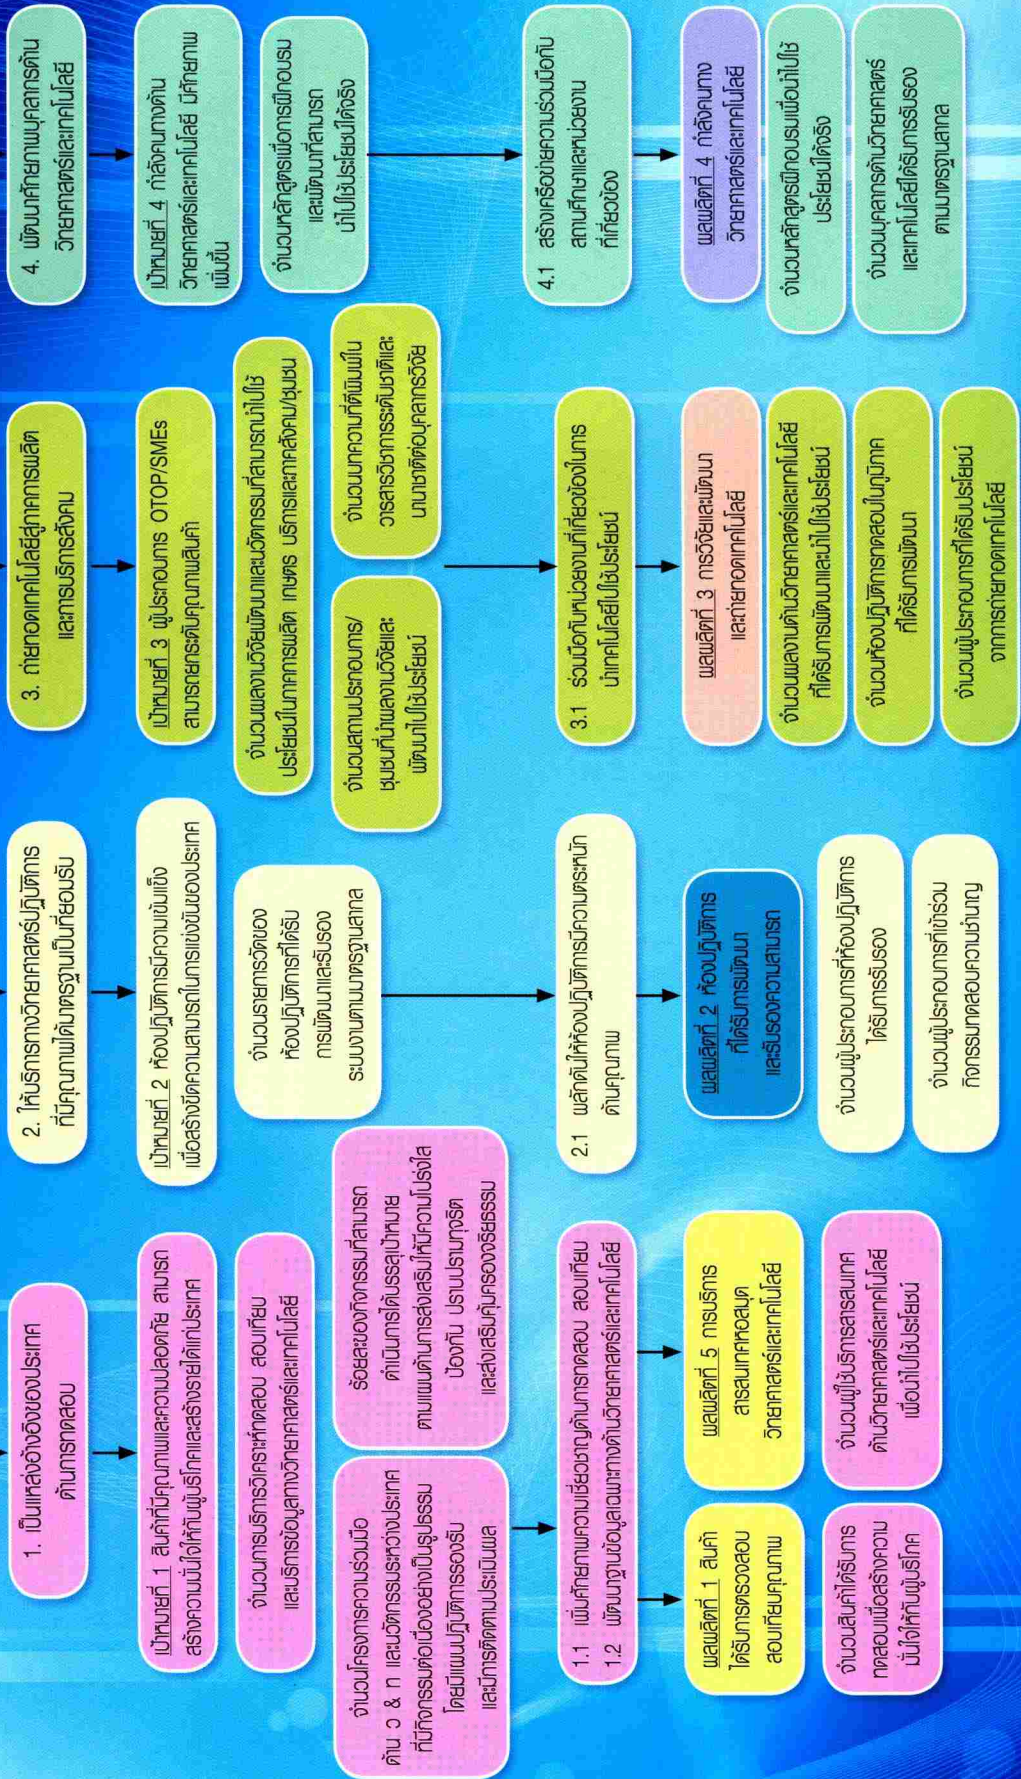 1. เป็นแหล่งอ้างอิงของประเทศ
ด้านการทดสอบ
เป้าหมายที่ 1 สินค้าที่มีคุณภาพและความปลอดภัย สามารถ
สร้างความมั่นใจให้กับผู้บริโภคและสร้างรายได้แก่ประเทศ
จำนวนการบริการวิเคราะห์ทดสอบ สอบเทียบ
และบริการข้อมูลทางวิทยาศาสตร์และเทคโนโลยี
จำนวนโครงการความร่วมมือ
ด้าน ว & ท และนวัตกรรมระหว่างประเทศ
ที่มีกิจกรรมต่อเนื่องอย่างเป็นรูปธรรม
โดยมีแผนปฏิบัติการรองรับ
และมีการติดตามประเมินผล
ร้อยละของกิจกรรมที่สามารถ
ดำเนินการได้บรรลุเป้าหมาย
ตามแผนด้านการส่งเสริมให้มีความโปร่งใส
ป้องกัน ปราบปรามทุจริต
และส่งเสริมคุ้มครองจริยธรรม
1.1 เพิ่มศักยภาพความเชี่ยวชาญด้านการทดสอบ สอบเทียบ
1.2 พัฒนาฐานข้อมูลเฉพาะทางด้านวิทยาศาสตร์และเทคโนโลยี
ผลผลิตที่ 1 สินค้า
ได้รับการตรวจสอบ
สอบเทียบคุณภาพ
จำนวนสินค้าได้รับการ
ทดสอบเพื่อสร้างความ
มั่นใจให้กับผู้บริโภค
ผลผลิตที่ 5 การบริการ
สารสนเทศหอสมุด
วิทยาศาสตร์และเทคโนโลยี
จำนวนผู้ใช้บริการสารสนเทศ
ด้านวิทยาศาสตร์และเทคโนโลยี
เพื่อนำไปใช้ประโยชน์
2. ให้บริการทางวิทยาศาสตร์ปฏิบัติการ
ที่มีคุณภาพได้มาตรฐานเป็นที่ยอมรับ
เป้าหมายที่ 2 ห้องปฏิบัติการมีความเข้มแข็ง
เพื่อสร้างขีดความสามารถในการแข่งขันของประเทศ
จำนวนรายการวัดของ
ห้องปฏิบัติการที่ได้รับ
การพัฒนาและรับรอง
ระบบงานตามมาตรฐานสากล
2.1 ผลักดันให้ห้องปฏิบัติการมีความตระหนัก
ด้านคุณภาพ
ผลผลิตที่ 2 ห้องปฏิบัติการ
ที่ได้รับการพัฒนา
และรับรองความสามารถ
จำนวนผู้ประกอบการที่ห้องปฏิบัติการ
ได้รับการรับรอง
จำนวนผู้ประกอบการที่เข้าร่วม
กิจกรรมทดสอบความชำนาญ
3. ถ่ายทอดเทคโนโลยีสู่ภาคการผลิต
และการบริการสังคม
เป้าหมายที่ 3 ผู้ประกอบการ OTOP/SMEs
สามารถยกระดับคุณภาพสินค้า
จำนวนผลงานวิจัยพัฒนาและนวัตกรรมที่สามารถนำไปใช้
ประโยชน์ในภาคการผลิต เกษตร บริการและภาคสังคม/ชุมชน
จำนวนสถานประกอบการ/
ชุมชนที่นำผลงานวิจัยและ
พัฒนาไปใช้ประโยชน์
จำนวนบทความที่ตีพิมพ์ใน
วารสารวิชาการระดับชาติและ
นานาชาติต่อบุคลากรวิจัย
3.1 ร่วมมือกับหน่วยงานที่เกี่ยวข้องในการ
นำเทคโนโลยีไปใช้ประโยชน์
ผลผลิตที่ 3 การวิจัยและพัฒนา
และถ่ายทอดเทคโนโลยี
จำนวนผลงานด้านวิทยาศาสตร์และเทคโนโลยี
ที่ได้รับการพัฒนาและนำไปใช้ประโยชน์
จำนวนห้องปฏิบัติการทดสอบในภูมิภาค
ที่ได้รับการพัฒนา
จำนวนผู้ประกอบการที่ได้รับประโยชน์
จากการถ่ายทอดเทคโนโลยี
4. พัฒนาศักยภาพบุคลากรด้าน
วิทยาศาสตร์และเทคโนโลยี
เป้าหมายที่ 4 กำลังคนทางด้าน
วิทยาศาสตร์และเทคโนโลยี มีศักยภาพ
เพิ่มขึ้น
จำนวนหลักสูตรเพื่อการฝึกอบรม
และพัฒนาที่สามารถ
นำไปใช้ประโยชน์ได้จริง
4.1 สร้างเครือข่ายความร่วมมือกับ
สถานศึกษาและหน่วยงาน
ที่เกี่ยวข้อง
ผลผลิตที่ 4 กำลังคนทาง
วิทยาศาสตร์และเทคโนโลยี
จำนวนหลักสูตรฝึกอบรมเพื่อนำไปใช้
ประโยชน์ได้จริง
จำนวนบุคลากรด้านวิทยาศาสตร์
และเทคโนโลยีได้รับการรับรอง
ตามมาตรฐานสากล